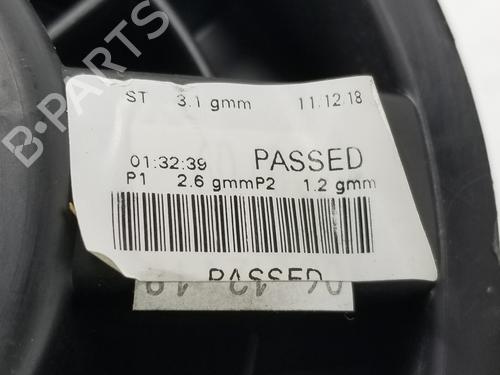 B-PARTS
ST 3.1 gmm 11.12.18
01:32:39 PASSED
P1 2.6 gmmP2 1.2 gmm
PASSED